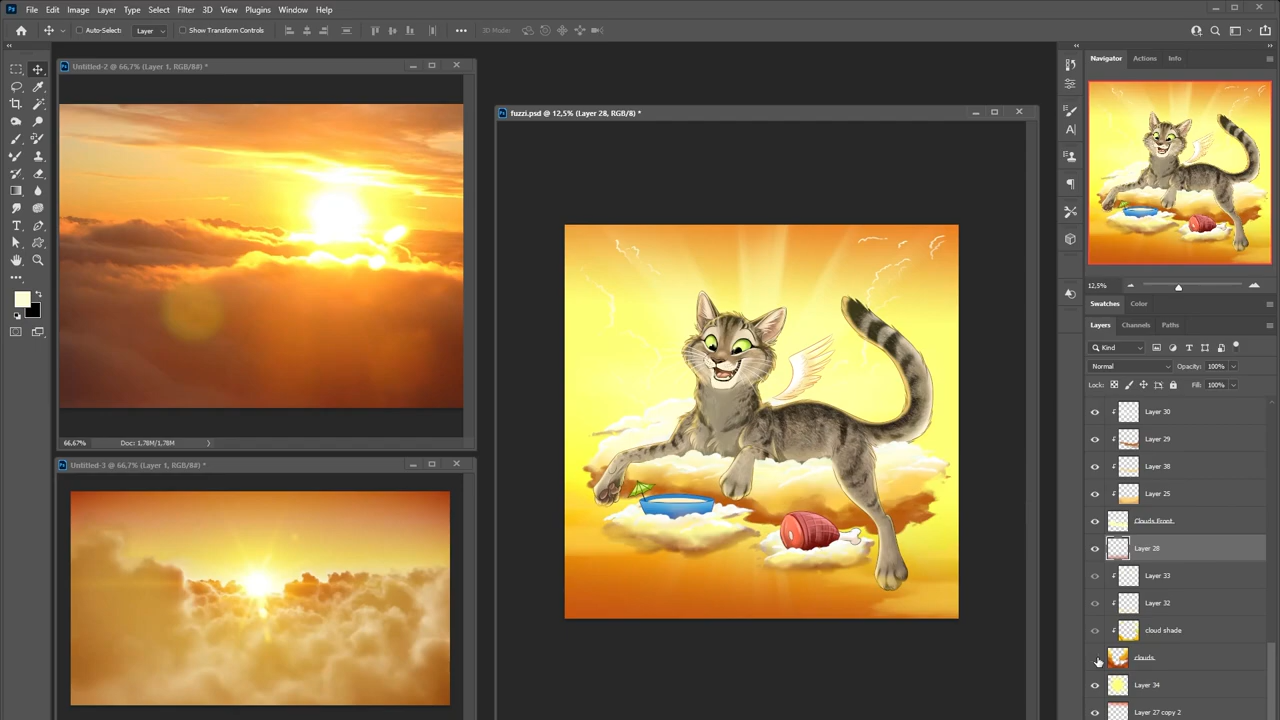 Ps File Edit Image Layer Type Select Filter 3D View Plugins Window Help
Auto-Select: Layer Show Transform Controls 3D Mode:
Untitled-2 @ 66,7% (Layer 1, RGB/8#) *
66,67% Doc: 1,78M/1,78M
Untitled-3 @ 66,7% (Layer 1, RGB/8#) *
fuzzi.psd @ 12,5% (Layer 28, RGB/8) *
Navigator Actions Info
12,5%
Swatches Color
Layers Channels Paths
Kind
Normal Opacity: 100%
Lock: Fill: 100%
Layer 30
Layer 29
Layer 38
Layer 25
Clouds Front
Layer 28
Layer 33
Layer 32
cloud shade
clouds
Layer 34
Layer 27 copy 2